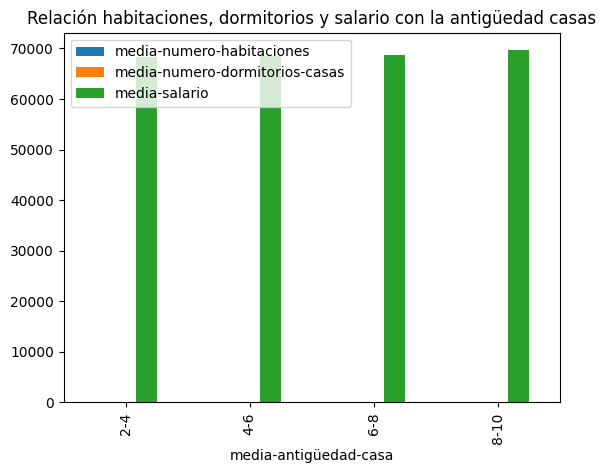 Relación habitaciones, dormitorios y salario con la antigüedad casas
70000
60000
50000
40000
30000
20000
10000
0
media-numero-habitaciones
media-numero-dormitorios-casas
media-salario
2-4
4-6
6-8
8-10
media-antigüedad-casa